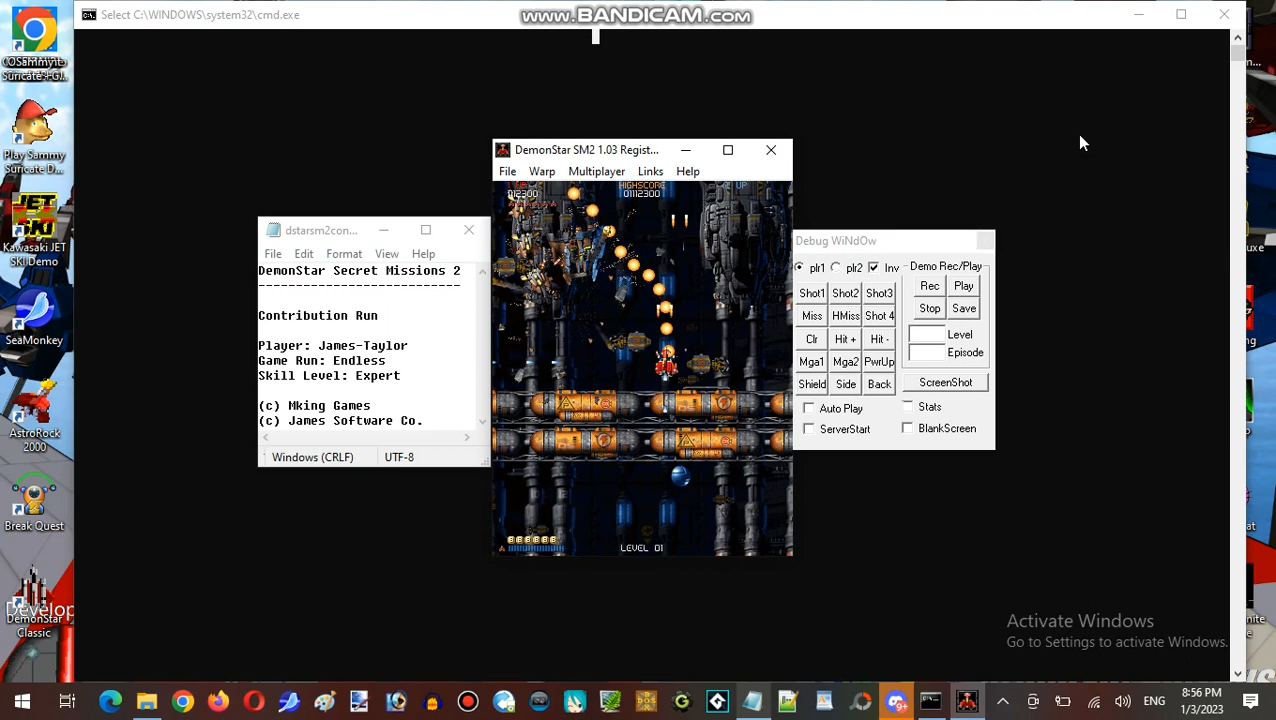 Select C:\WINDOWS\system32\cmd.exe
www.BANDICAM.com
Play Sammy
Suricate D...
JET
SKI
Kawasaki JET
SKI Demo
SeaMonkey
AstroRock
2000
Break Quest
Develop
DemonStar
Classic
dstarsm2con...
File Edit Format View Help
DemonStar Secret Missions 2
---------------------------
Contribution Run
Player: James-Taylor
Game Run: Endless
Skill Level: Expert
(c) Mking Games
(c) James Software Co.
Windows (CRLF) UTF-8
DemonStar SM2 1.03 Regist...
File Warp Multiplayer Links Help
HIGHSCORE
012300 01112300
LEVEL 01
Debug WiNdOw
plr1 plr2 Inv Demo Rec/Play
Shot1 Shot2 Shot3 Rec Play
Miss HMiss Shot 4 Stop Save
Clr Hit + Hit - Level
Mga1 Mga2 PwrUp Episode
Shield Side Back ScreenShot
Auto Play Stats
ServerStart BlankScreen
Activate Windows
Go to Settings to activate Windows.
ENG
8:56 PM
1/3/2023